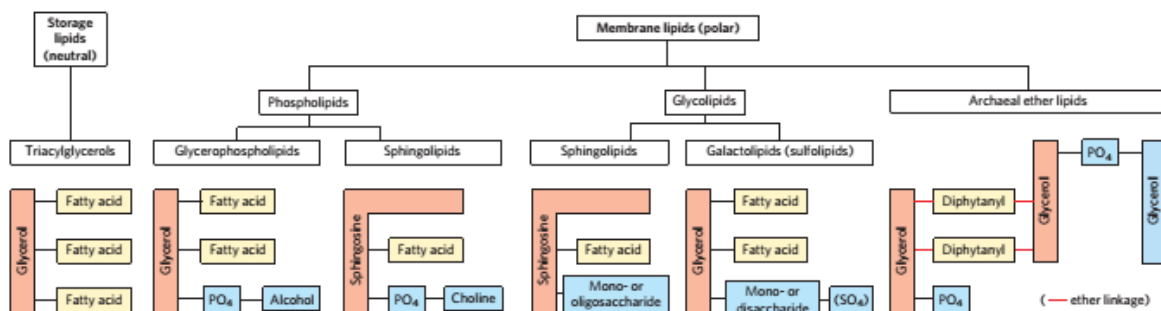 Storage
lipids
(neutral)
Membrane lipids (polar)
Phospholipids
Glycolipids
Archaeal ether lipids
Triacylglycerols
Glycerophospholipids
Sphingolipids
Sphingolipids
Galactolipids (sulfolipids)
Glycerol
Fatty acid
Fatty acid
Fatty acid
Glycerol
Fatty acid
Fatty acid
PO4
Alcohol
Sphingosine
Fatty acid
PO4
Choline
Sphingosine
Fatty acid
Mono- or
oligosaccharide
Glycerol
Fatty acid
Fatty acid
Mono- or
disaccharide
(SO4)
Glycerol
Diphytanyl
Diphytanyl
PO4
Glycerol
PO4
Glycerol
( — ether linkage)